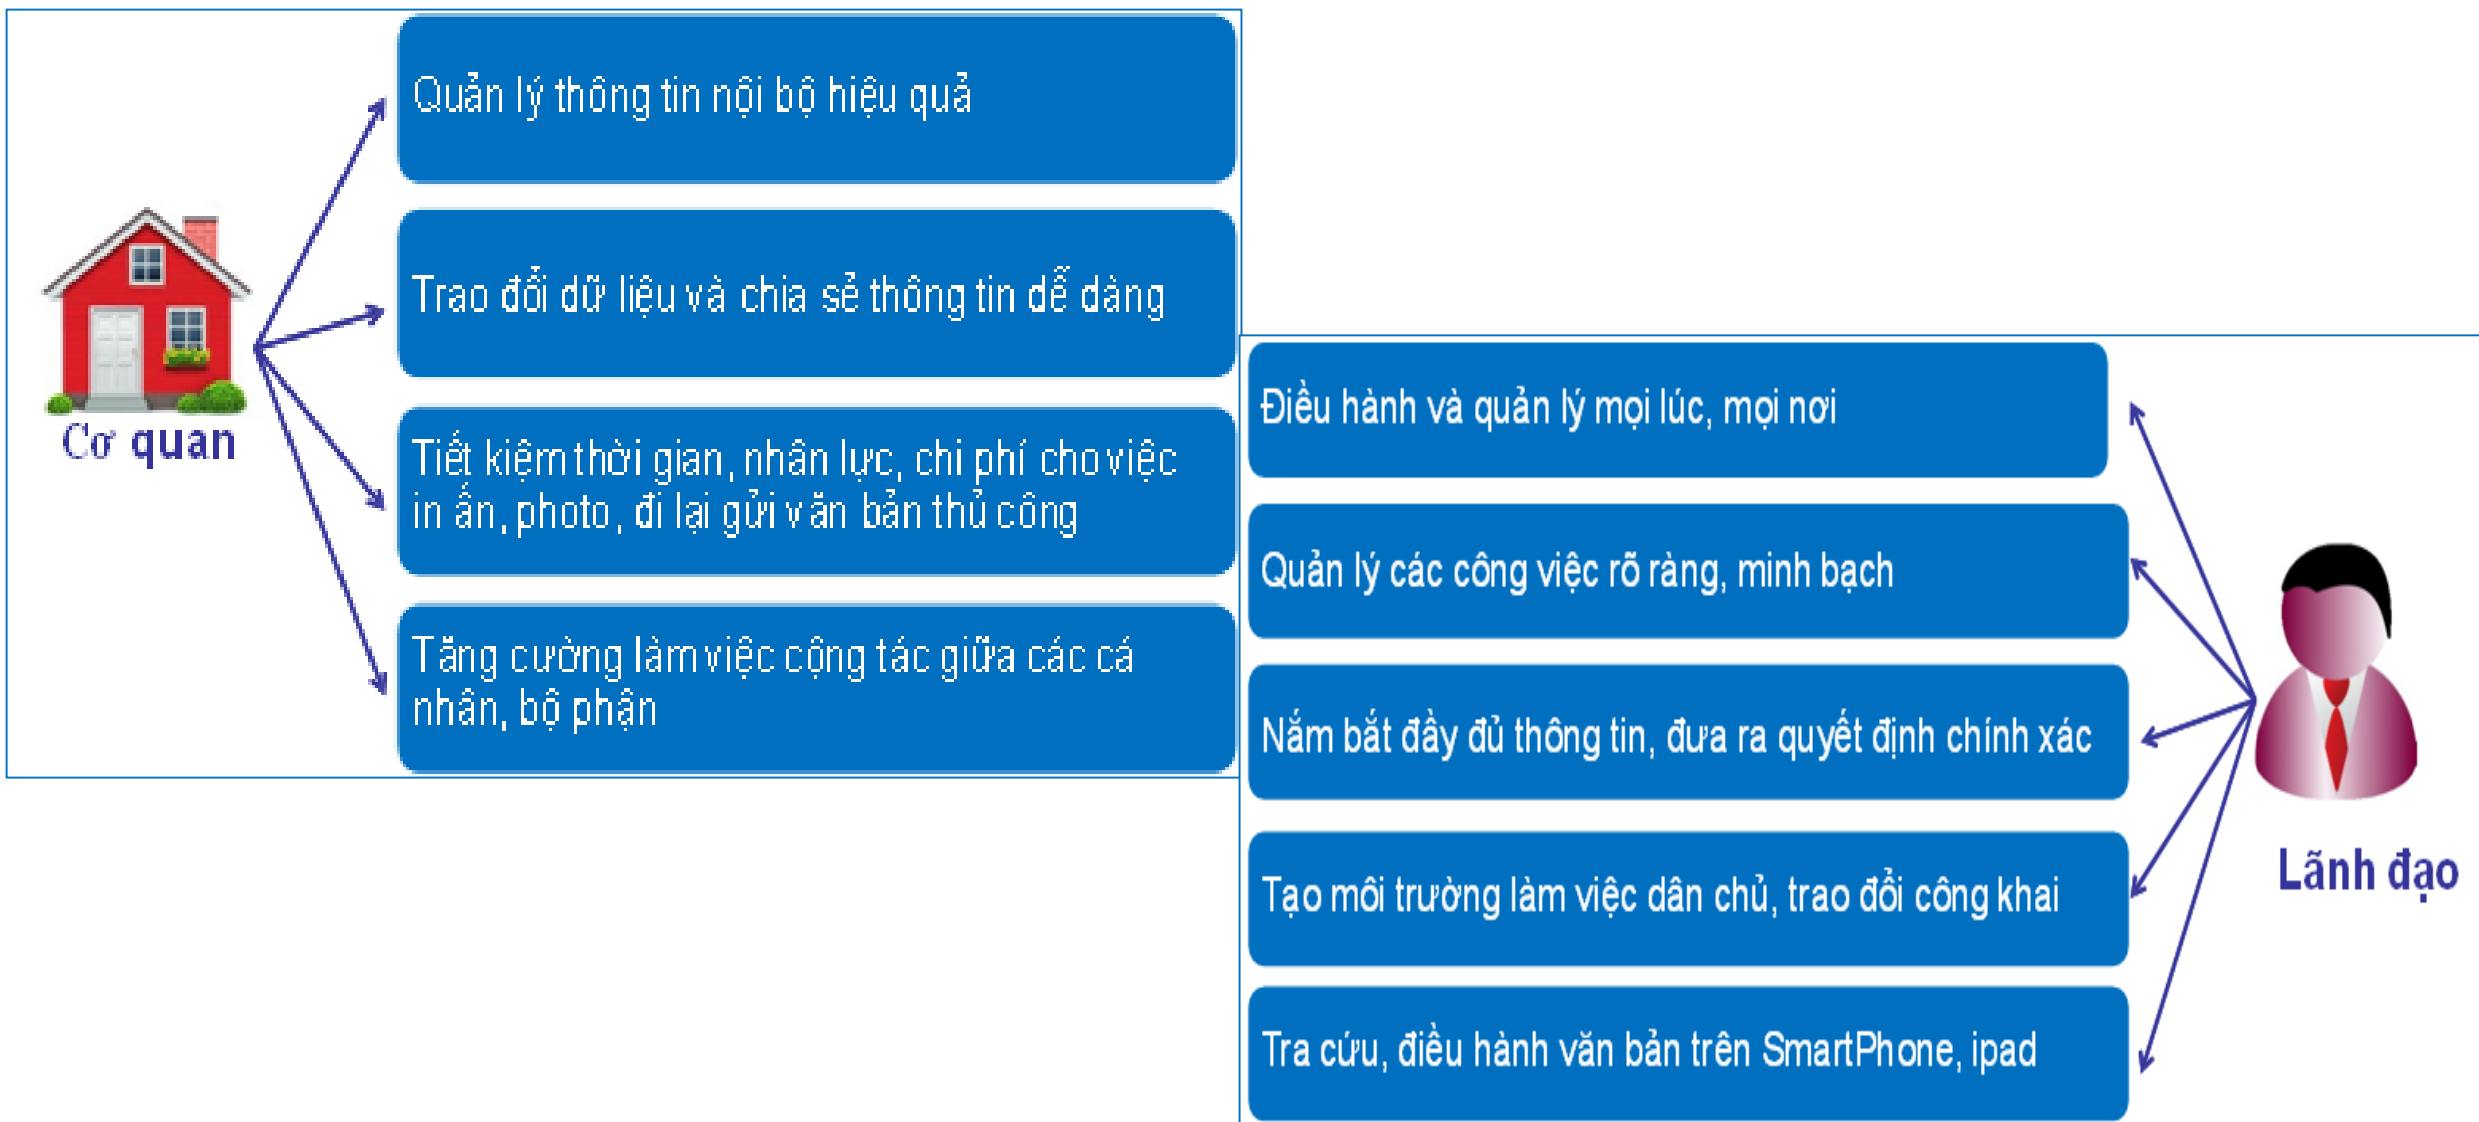 Quản lý thông tin nội bộ hiệu quả
Trao đổi dữ liệu và chia sẻ thông tin dễ dàng
Tiết kiệm thời gian, nhân lực, chi phí cho việc
in ấn, photo, đi lại gửi văn bản thủ công
Tăng cường làm việc cộng tác giữa các cá
nhân, bộ phận
Cơ quan
Điều hành và quản lý mọi lúc, mọi nơi
Quản lý các công việc rõ ràng, minh bạch
Nắm bắt đầy đủ thông tin, đưa ra quyết định chính xác
Tạo môi trường làm việc dân chủ, trao đổi công khai
Tra cứu, điều hành văn bản trên SmartPhone, ipad
Lãnh đạo